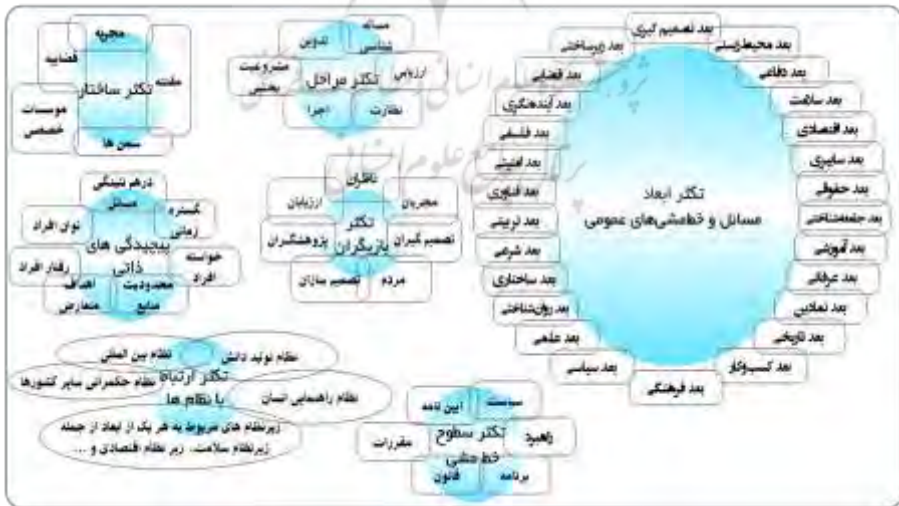 بعد تصمیم گیری
بعد محیط‌زیستی
بعد دفاعی
بعد سلامت
بعد اقتصادی
بعد سایبری
بعد حقوقی
بعد جامعه‌شناختی
بعد آموزشی
بعد عرفانی
بعد نمادین
بعد تاریخی
بعد کسب‌وکار
بعد فرهنگی
بعد سیاسی
بعد علمی
بعد روان‌شناختی
بعد ساختاری
بعد شرعی
بعد تربیتی
بعد فناوری
بعد امنیتی
بعد فلسفی
بعد آینده‌نگری
بعد قضایی
بعد زیرساختی
تکثر ابعاد
مسائل و خط‌مشی‌های عمومی
مساله
شناسی
تدوین
مشروعیت
بخشی
ارزیابی
تکثر مراحل
نظارت
اجرا
مجریه
قضاییه
مقننه
تکثر ساختار
موسسات
خصصی
سمن ها
ناظران
ارزیابان
مجریان
تکثر
بازیگران
پژوهشگران
تصمیم گیران
تصمیم سازان
مردم
درهم تنیدگی
مسائل
گستره
زمانی
توان افراد
پیچیدگی های
ذاتی
خواسته
افراد
رفتار افراد
محدودیت
منابع
اهداف
متعارض
نظام تولید دانش
نظام بین المللی
تکثر ارتباط
با نظام ها
نظام حکمرانی سایر کشورها
نظام راهنمایی انسان
زیرنظام های مربوط به هر یک از ابعاد از جمله
زیرنظام سلامت، زیر نظام اقتصادی و ...
سیاست
آیین نامه
تکثر سطوح
خط مشی
راهبرد
مقررات
برنامه
قانون